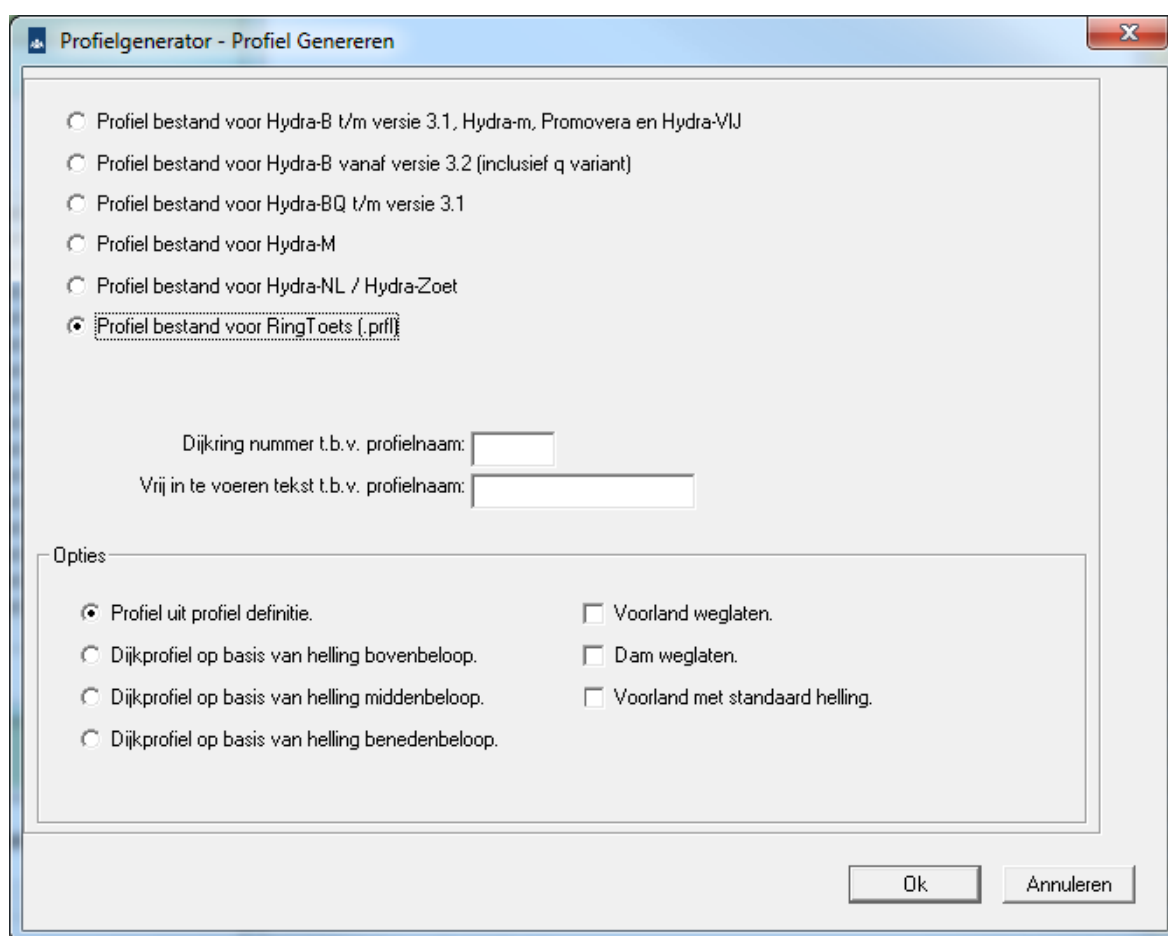 Profielgenerator - Profiel Genereren
Profiel bestand voor Hydra-B t/m versie 3.1, Hydra-m, Promovera en Hydra-VIJ
Profiel bestand voor Hydra-B vanaf versie 3.2 (inclusief q variant)
Profiel bestand voor Hydra-BQ t/m versie 3.1
Profiel bestand voor Hydra-M
Profiel bestand voor Hydra-NL / Hydra-Zoet
Profiel bestand voor RingToets (.prfl)
Dijkring nummer t.b.v. profielnaam:
Vrij in te voeren tekst t.b.v. profielnaam:
Opties
Profiel uit profiel definitie.
Voorland weglaten.
Dijkprofiel op basis van helling bovenbeloop.
Dam weglaten.
Dijkprofiel op basis van helling middenbeloop.
Voorland met standaard helling.
Dijkprofiel op basis van helling benedenbeloop.
Ok
Annuleren